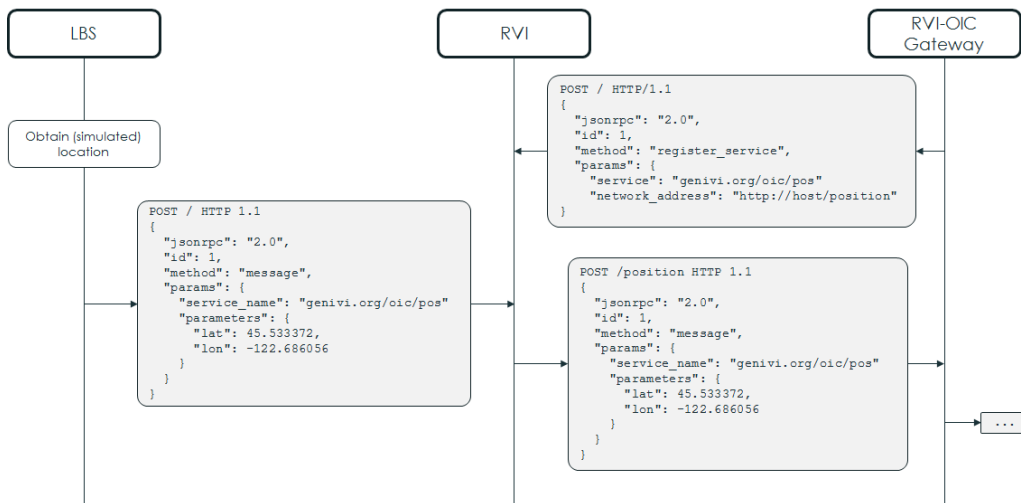 LBS
RVI
RVI-OIC
Gateway
POST / HTTP/1.1
{
"jsonrpc": "2.0",
"id": 1,
"method": "register_service",
"params": {
"service": "genivi.org/oic/pos"
"network_address": "http://host/position"
}
Obtain (simulated)
location
POST / HTTP 1.1
{
"jsonrpc": "2.0",
"id": 1,
"method": "message",
"params": {
"service_name": "genivi.org/oic/pos"
"parameters": {
"lat": 45.533372,
"lon": -122.686056
}
}
}
POST /position HTTP 1.1
{
"jsonrpc": "2.0",
"id": 1,
"method": "message",
"params": {
"service_name": "genivi.org/oic/pos"
"parameters": {
"lat": 45.533372,
"lon": -122.686056
}
}
}
...